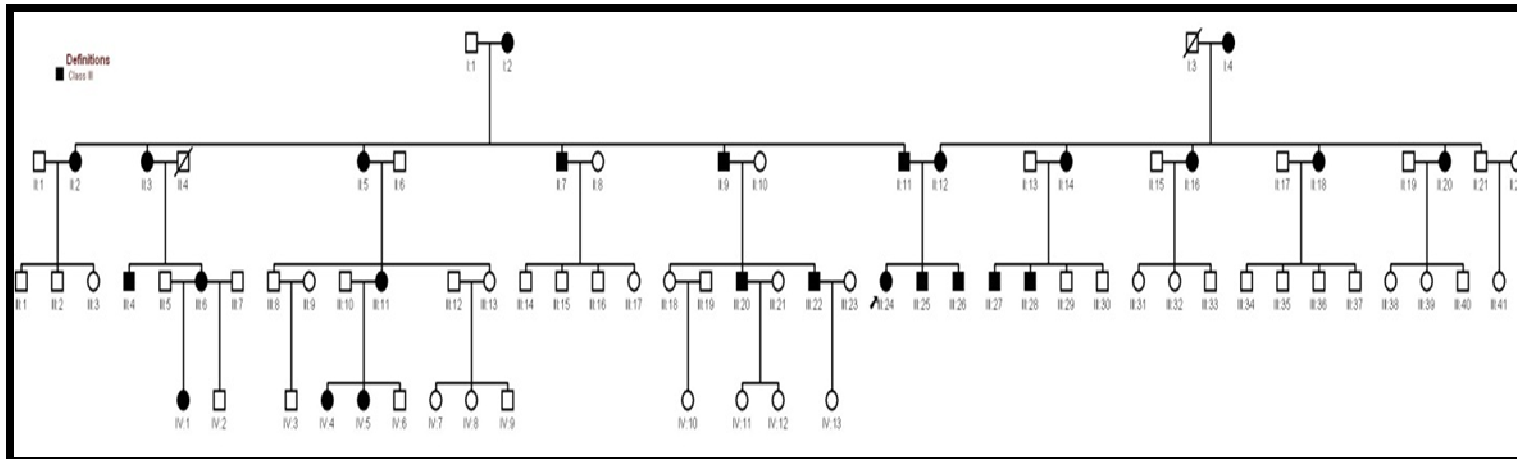 Definitions
Class III
I:1 I:2 I:3 I:4
II:1 II:2 II:3 II:4 II:5 II:6 II:7 II:8 II:9 II:10 II:11 II:12 II:13 II:14 II:15 II:16 II:17 II:18 II:19 II:20 II:21
III:1 III:2 III:3 III:4 III:5 III:6 III:7 III:8 III:9 III:10 III:11 III:12 III:13 III:14 III:15 III:16 III:17 III:18 III:19 III:20 III:21 III:22 III:23 III:24 III:25 III:26 III:27 III:28 III:29 III:30 III:31 III:32 III:33 III:34 III:35 III:36 III:37 III:38 III:39 III:40 III:41
IV:1 IV:2 IV:3 IV:4 IV:5 IV:6 IV:7 IV:8 IV:9 IV:10 IV:11 IV:12 IV:13